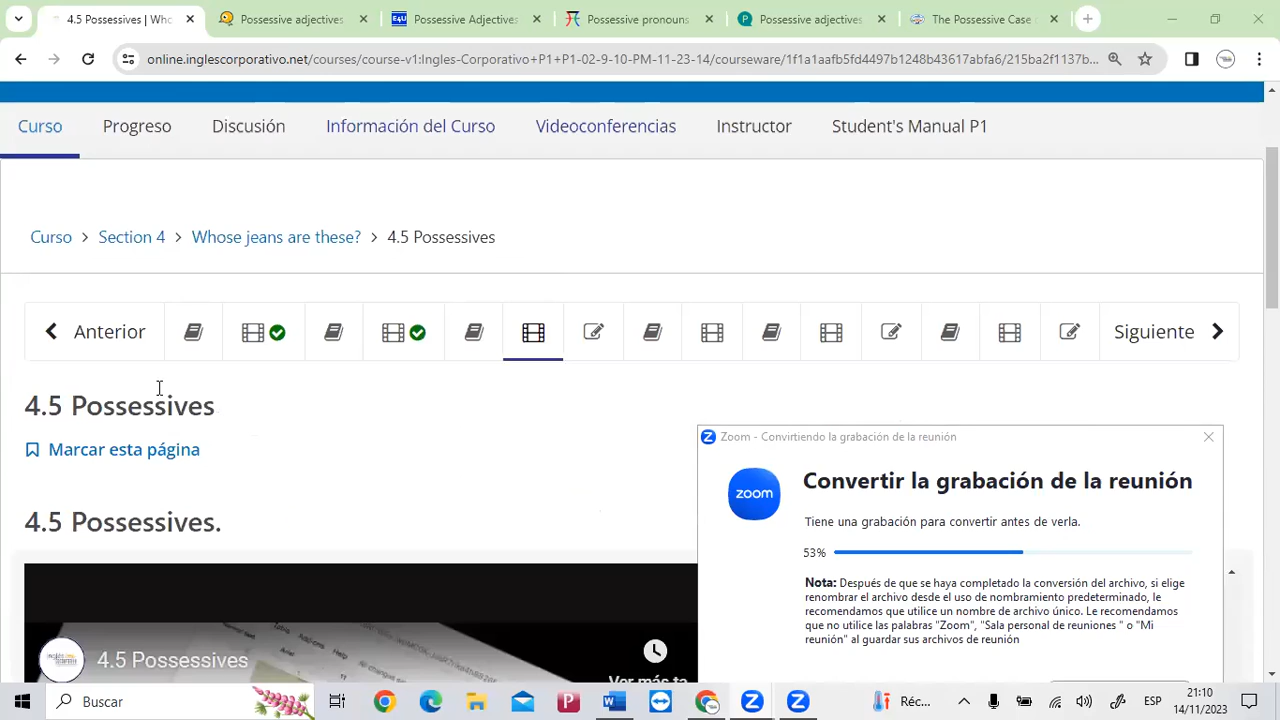 4.5 Possessives | Who
Possessive adjectives
E4U
Possessive Adjectives
Possessive pronouns
Possessive adjectives
The Possessive Case
online.inglescorporativo.net/courses/course-v1:Ingles-Corporativo+P1+P1-02-9-10-PM-11-23-14/courseware/1f1a1aafb5fd4497b1248b43617abfa6/215ba2f1137b...
Curso
Progreso
Discusión
Información del Curso
Videoconferencias
Instructor
Student's Manual P1
Curso > Section 4 > Whose jeans are these? > 4.5 Possessives
Anterior
Siguiente
4.5 Possessives
Marcar esta página
4.5 Possessives.
4.5 Possessives
Help
Ver más ta
Zoom - Convirtiendo la grabación de la reunión
zoom
Convertir la grabación de la reunión
Tiene una grabación para convertir antes de verla.
53%
Nota: Después de que se haya completado la conversión del archivo, si elige
renombrar el archivo desde el uso de nombramiento predeterminado, le
recomendamos que utilice un nombre de archivo único. Le recomendamos
que no utilice las palabras "Zoom", "Sala personal de reuniones " o "Mi
reunión" al guardar sus archivos de reunión
Buscar
Réc...
ESP
21:10
14/11/2023